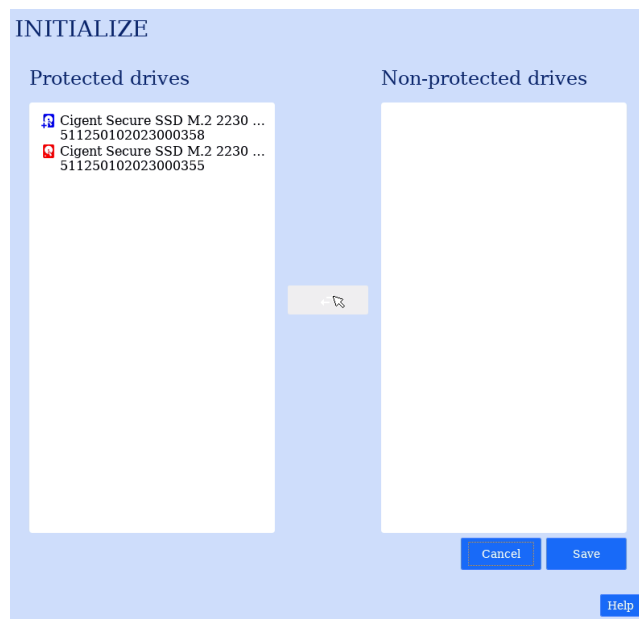 INITIALIZE
Protected drives
Non-protected drives
Cigent Secure SSD M.2 2230 ...
511250102023000358
Cigent Secure SSD M.2 2230 ...
511250102023000355
←
Cancel
Save
Help